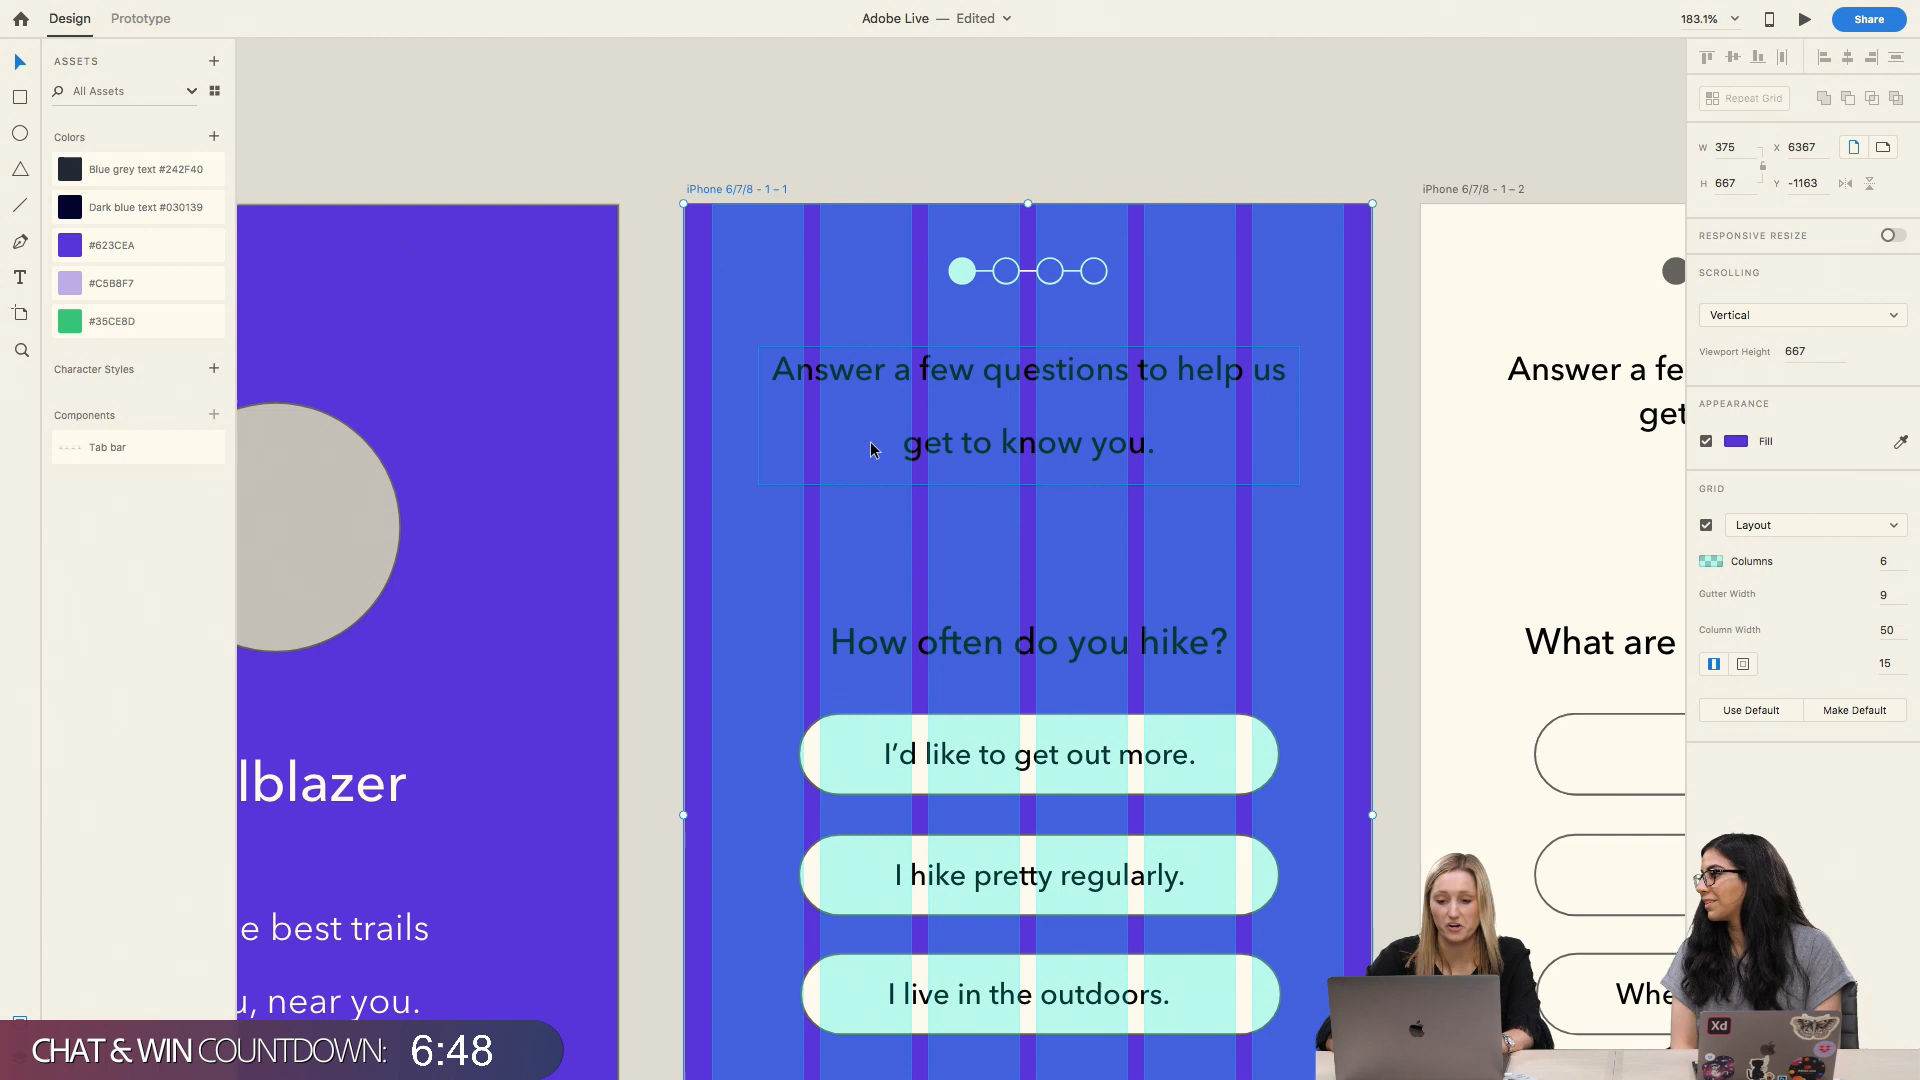 Design
Prototype
Adobe Live — Edited
183.1%
Share
ASSETS
All Assets
Colors
Blue grey text #242F40
Dark blue text #030139
#623CEA
#C5B8F7
#35CE8D
Character Styles
Components
Tab bar
lblazer
e best trails
u, near you.
iPhone 6/7/8 - 1 – 1
Answer a few questions to help us
get to know you.
How often do you hike?
I’d like to get out more.
I hike pretty regularly.
I live in the outdoors.
iPhone 6/7/8 - 1 – 2
Answer a fe
get
What are
Whe
Repeat Grid
W 375
X 6367
H 667
Y -1163
RESPONSIVE RESIZE
SCROLLING
Vertical
Viewport Height 667
APPEARANCE
Fill
GRID
Layout
Columns 6
Gutter Width 9
Column Width 50
15
Use Default
Make Default
CHAT & WIN COUNTDOWN: 6:48
Xd